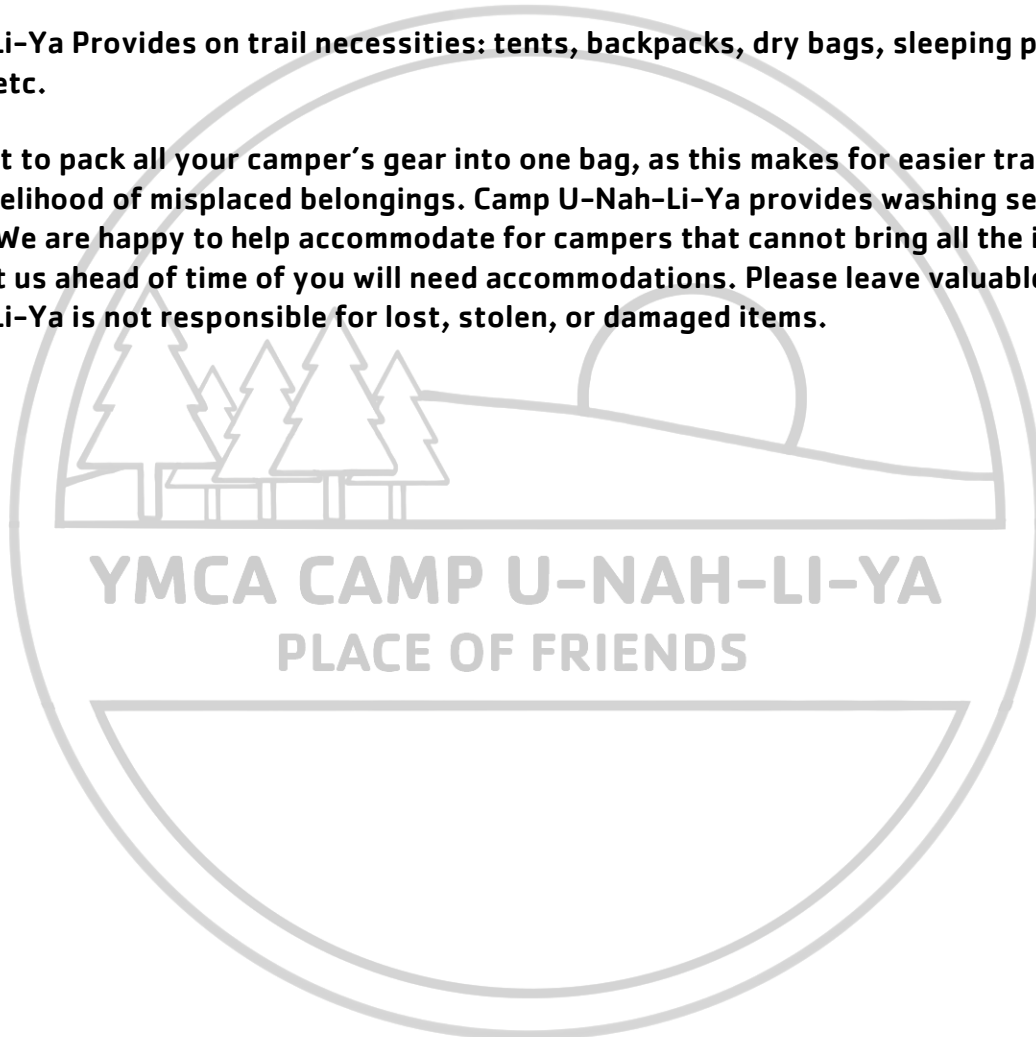 Li-Ya Provides on trail necessities: tents, backpacks, dry bags, sleeping p
etc.
t to pack all your camper's gear into one bag, as this makes for easier tra
elihood of misplaced belongings. Camp U-Nah-Li-Ya provides washing se
We are happy to help accommodate for campers that cannot bring all the i
t us ahead of time of you will need accommodations. Please leave valuable
Li-Ya is not responsible for lost, stolen, or damaged items.
YMCA CAMP U-NAH-LI-YA
PLACE OF FRIENDS